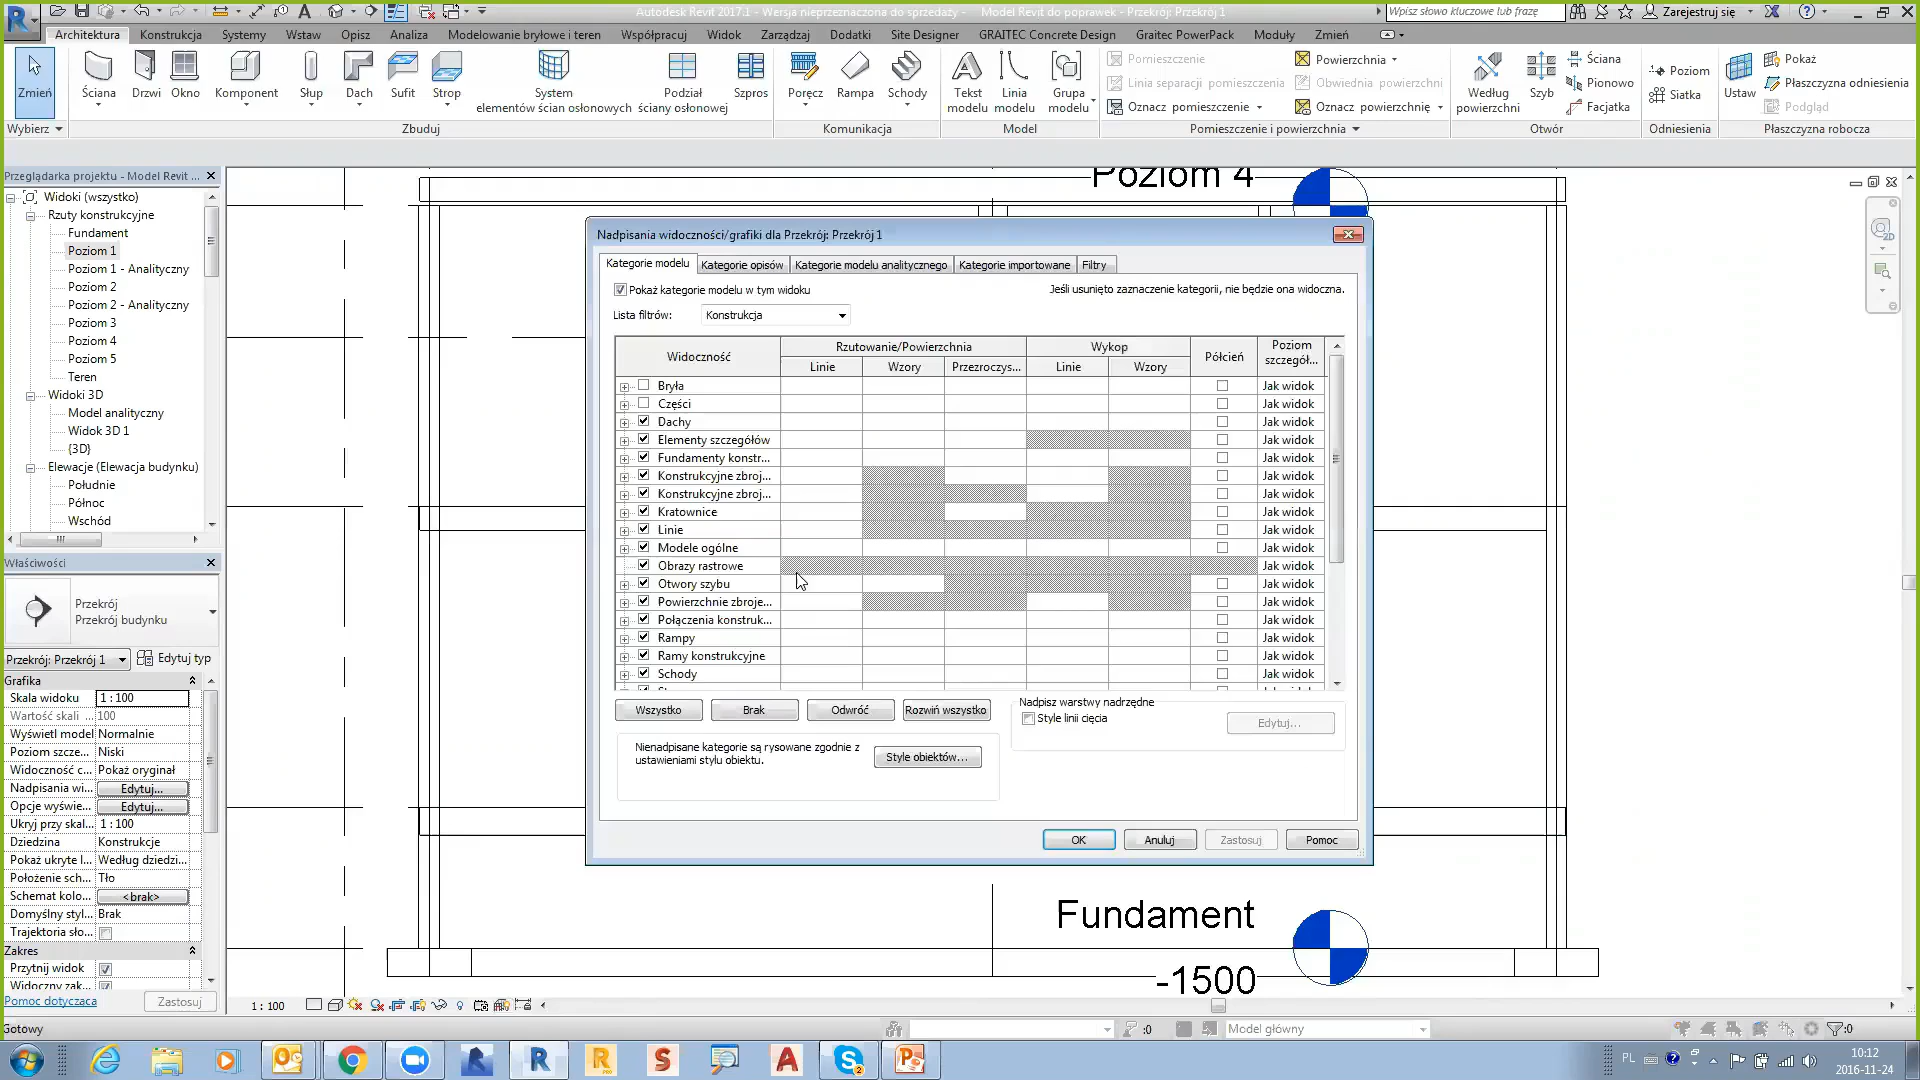 Autodesk Revit 2017.1 - Wersja nieprzeznaczona do sprzedaży - Model Revit do poprawek - Przekrój: Przekrój 1
Wpisz słowo kluczowe lub frazę
Zarejestruj się
Architektura Konstrukcja Systemy Wstaw Opisz Analiza Modelowanie bryłowe i teren Współpracuj Widok Zarządzaj Dodatki Site Designer GRAITEC Concrete Design Graitec PowerPack Moduły Zmień
Zmień
Ściana
Drzwi
Okno
Komponent
Słup
Dach
Sufit
Strop
System
elementów ścian osłonowych
Podział
ściany osłonowej
Szpros
Poręcz
Rampa
Schody
Tekst
modelu
Linia
modelu
Grupa
modelu
Pomieszczenie
Linia separacji pomieszczenia
Oznacz pomieszczenie
Powierzchnia
Obwiednia powierzchni
Oznacz powierzchnię
Według
powierzchni
Szyb
Ściana
Pionowo
Facjatka
Poziom
Siatka
Ustaw
Pokaż
Płaszczyzna odniesienia
Podgląd
Wybierz
Zbuduj
Komunikacja
Model
Pomieszczenie i powierzchnia
Otwór
Odniesienia
Płaszczyzna robocza
Przeglądarka projektu - Model Revit ...
Widoki (wszystko)
Rzuty konstrukcyjne
Fundament
Poziom 1
Poziom 1 - Analityczny
Poziom 2
Poziom 2 - Analityczny
Poziom 3
Poziom 4
Poziom 5
Teren
Widoki 3D
Model analityczny
Widok 3D 1
{3D}
Elewacje (Elewacja budynku)
Południe
Północ
Wschód
Właściwości
Przekrój
Przekrój budynku
Przekrój: Przekrój 1
Edytuj typ
Grafika
Skala widoku 1 : 100
Wartość skali ... 100
Wyświetl model Normalnie
Poziom szcze... Niski
Widoczność c... Pokaż oryginał
Nadpisania wi... Edytuj...
Opcje wyświe... Edytuj...
Ukryj przy skal... 1 : 100
Dziedzina Konstrukcje
Pokaż ukryte l... Według dziedzi...
Położenie sch... Tło
Schemat kolo... <brak>
Domyślny styl... Brak
Trajektoria sło...
Zakres
Przytnij widok
Widoczny zak...
Pomoc dotycząca
Zastosuj
Poziom 4
Fundament
-1500
Nadpisania widoczności/grafiki dla Przekrój: Przekrój 1
Kategorie modelu Kategorie opisów Kategorie modelu analitycznego Kategorie importowane Filtry
Pokaż kategorie modelu w tym widoku
Jeśli usunięto zaznaczenie kategorii, nie będzie ona widoczna.
Lista filtrów: Konstrukcja
Widoczność
Rzutowanie/Powierzchnia
Wykop
Półcień
Poziom
szczegół...
Linie Wzory Przezroczys... Linie Wzory
Bryła Jak widok
Części Jak widok
Dachy Jak widok
Elementy szczegółów Jak widok
Fundamenty konstr... Jak widok
Konstrukcyjne zbroj... Jak widok
Konstrukcyjne zbroj... Jak widok
Kratownice Jak widok
Linie Jak widok
Modele ogólne Jak widok
Obrazy rastrowe Jak widok
Otwory szybu Jak widok
Powierzchnie zbroje... Jak widok
Połączenia konstruk... Jak widok
Rampy Jak widok
Ramy konstrukcyjne Jak widok
Schody Jak widok
Wszystko
Brak
Odwróć
Rozwiń wszystko
Nadpisz warstwy nadrzędne
Style linii cięcia
Edytuj...
Nienadpisane kategorie są rysowane zgodnie z
ustawieniami stylu obiektu.
Style obiektów...
OK
Anuluj
Zastosuj
Pomoc
1 : 100
Gotowy
:0
Model główny
:0
PL
10:12
2016-11-24